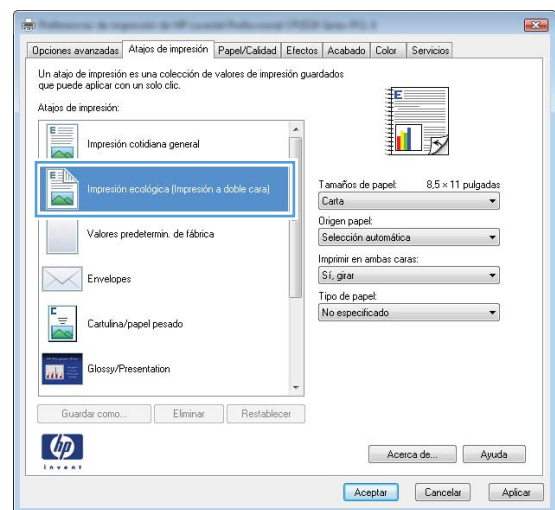 Opciones avanzadas Atajos de impresión Papel/Calidad Efectos Acabado Color Servicios
Un atajo de impresión es una colección de valores de impresión guardados
que puede aplicar con un solo clic.
Atajos de impresión:
Impresión cotidiana general
Impresión ecológica (Impresión a doble cara)
Valores predetermin. de fábrica
Envelopes
Cartulina/papel pesado
Glossy/Presentation
Tamaños de papel: 8,5 × 11 pulgadas
Carta
Origen papel:
Selección automática
Imprimir en ambas caras:
Sí, girar
Tipo de papel:
No especificado
Guardar como... Eliminar Restablecer
hp
invent
Acerca de... Ayuda
Aceptar Cancelar Aplicar